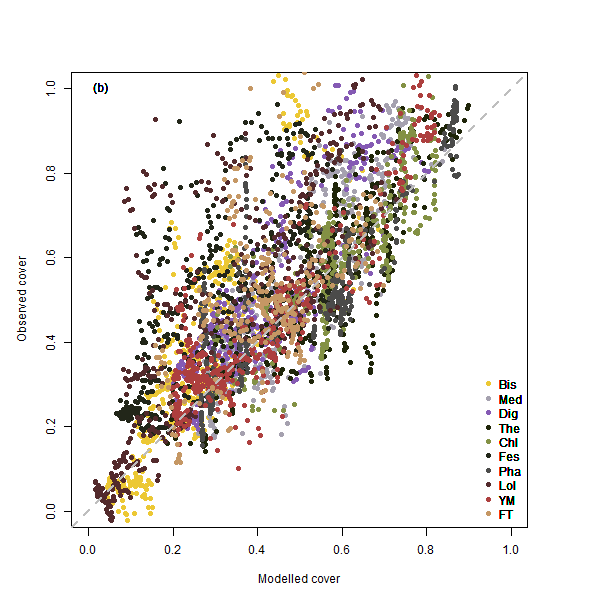 (b)
1.0
0.8
0.6
0.4
0.2
0.0
Observed cover
Bis
Med
Dig
The
Chl
Fes
Pha
Lol
YM
FT
0.0 0.2 0.4 0.6 0.8 1.0
Modelled cover